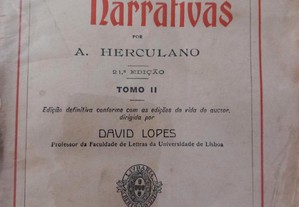 Narrativas
POR
A. HERCULANO
21.ª EDIÇÃO
TOMO II
Edição definitiva conforme com as edições da vida do auctor,
dirigida por
DAVID LOPES
Professor da Faculdade de Letras da Universidade de Lisboa